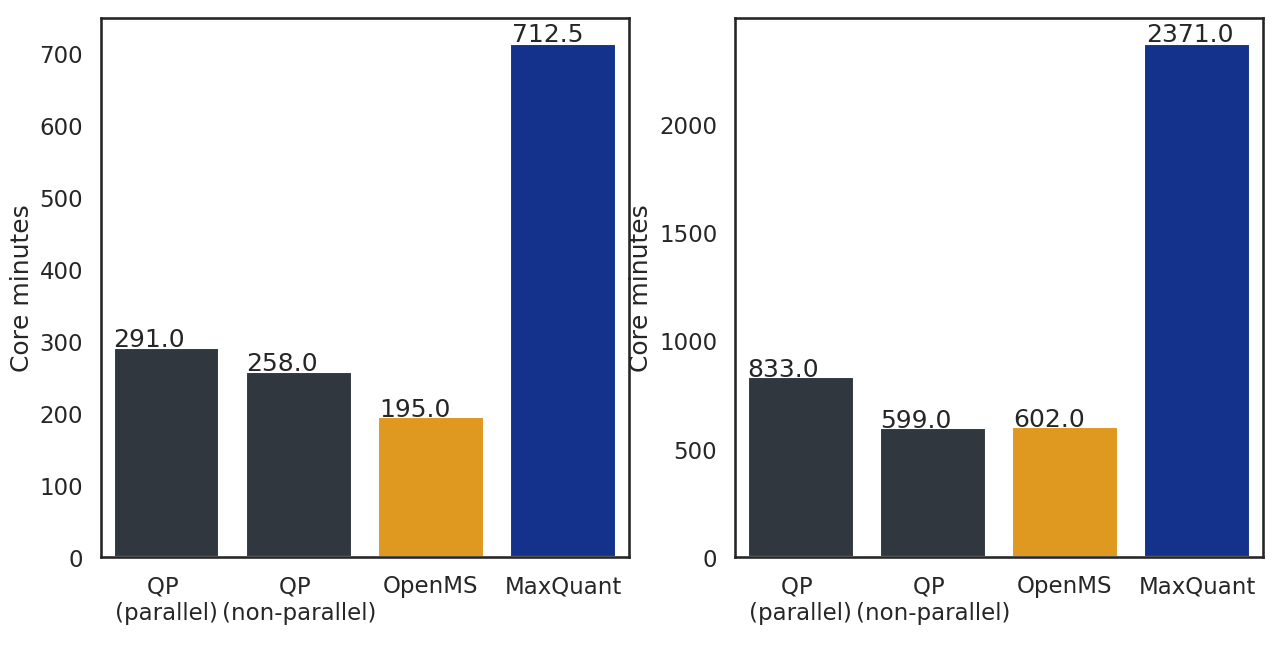 Core minutes
700
600
500
400
300
200
100
0
712.5
291.0
258.0
195.0
QP
(parallel)
QP
(non-parallel)
OpenMS
MaxQuant
Core minutes
2000
1500
1000
500
0
2371.0
833.0
599.0
602.0
QP
(parallel)
QP
(non-parallel)
OpenMS
MaxQuant